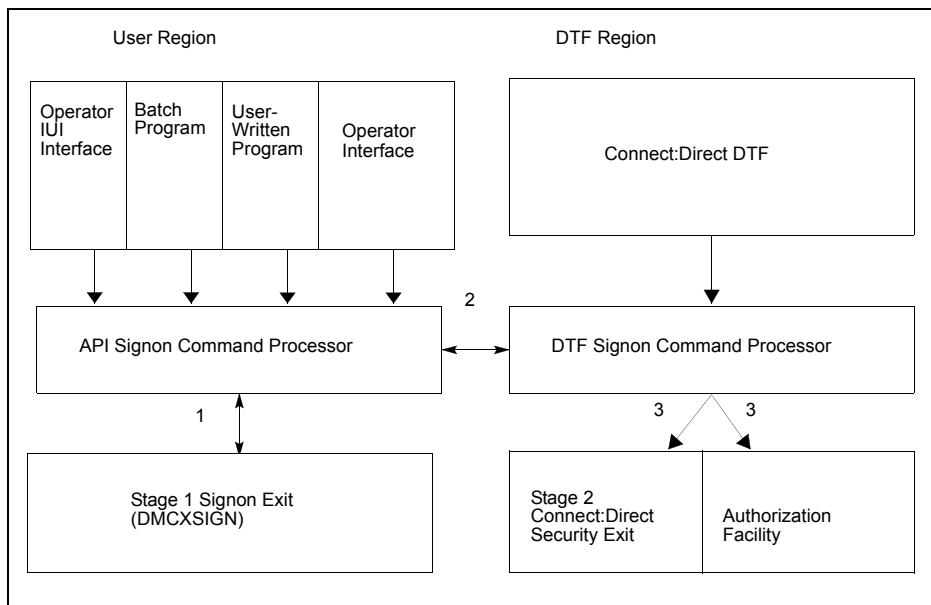 User Region
DTF Region
Operator
IUI
Interface
Batch
Program
User-
Written
Program
Operator
Interface
Connect:Direct DTF
2
API Signon Command Processor
DTF Signon Command Processor
1
3
3
Stage 1 Signon Exit
(DMCXSIGN)
Stage 2
Connect:Direct
Security Exit
Authorization
Facility